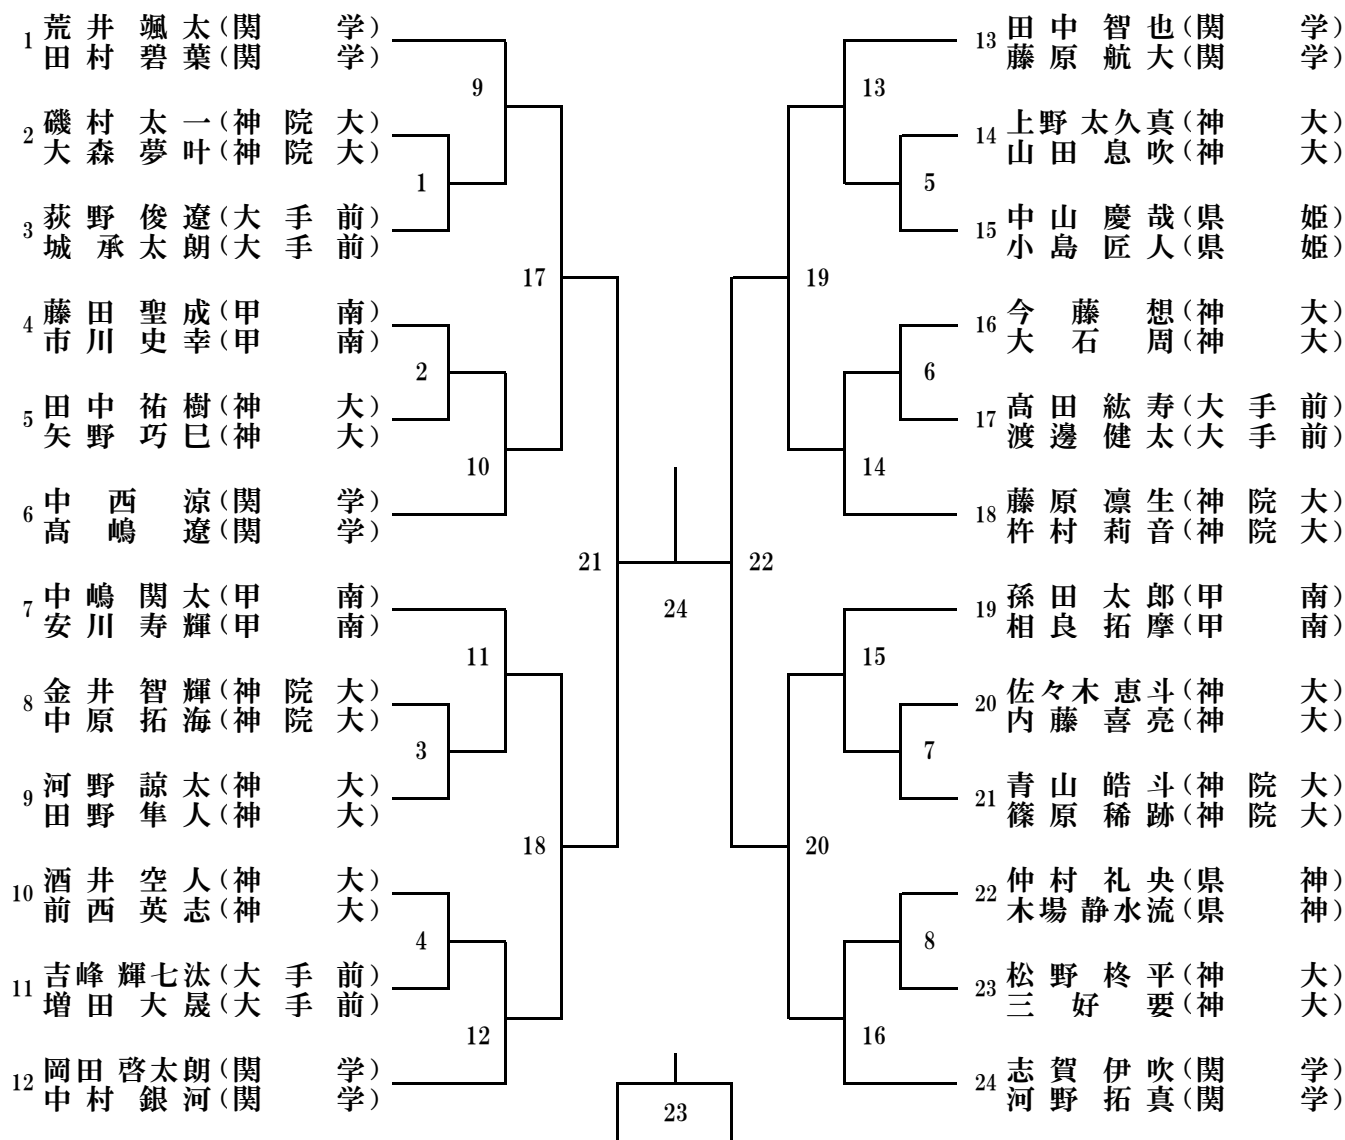 1 荒井 颯太(関 学)
田村 碧葉(関 学)
2 磯村 太一(神院大)
大森 夢叶(神院大)
3 荻野 俊遼(大手前)
城 承太朗(大手前)
4 藤田 聖成(甲 南)
市川 史幸(甲 南)
5 田中 祐樹(神 大)
矢野 巧巳(神 大)
6 中西 涼(関 学)
髙嶋 遼(関 学)
7 中嶋 関太(甲 南)
安川 寿輝(甲 南)
8 金井 智輝(神院大)
中原 拓海(神院大)
9 河野 諒太(神 大)
田野 隼人(神 大)
10 酒井 空人(神 大)
前西 英志(神 大)
11 吉峰 輝七汰(大手前)
増田 大晟(大手前)
12 岡田 啓太朗(関 学)
中村 銀河(関 学)
9
1
17
2
10
21
11
3
18
4
12
24
23
13
5
19
6
14
22
15
7
20
8
16
13 田中 智也(関 学)
藤原 航大(関 学)
14 上野 太久真(神 大)
山田 息吹(神 大)
15 中山 慶哉(県 姫)
小島 匠人(県 姫)
16 今藤 想(神 大)
大石 周(神 大)
17 髙田 紘寿(大手前)
渡邊 健太(大手前)
18 藤原 凛生(神院大)
杵村 莉音(神院大)
19 孫田 太郎(甲 南)
相良 拓摩(甲 南)
20 佐々木 恵斗(神 大)
内藤 喜亮(神 大)
21 青山 皓斗(神院大)
篠原 稀跡(神院大)
22 仲村 礼央(県 神)
木場 静水流(県 神)
23 松野 柊平(神 大)
三好 要(神 大)
24 志賀 伊吹(関 学)
河野 拓真(関 学)